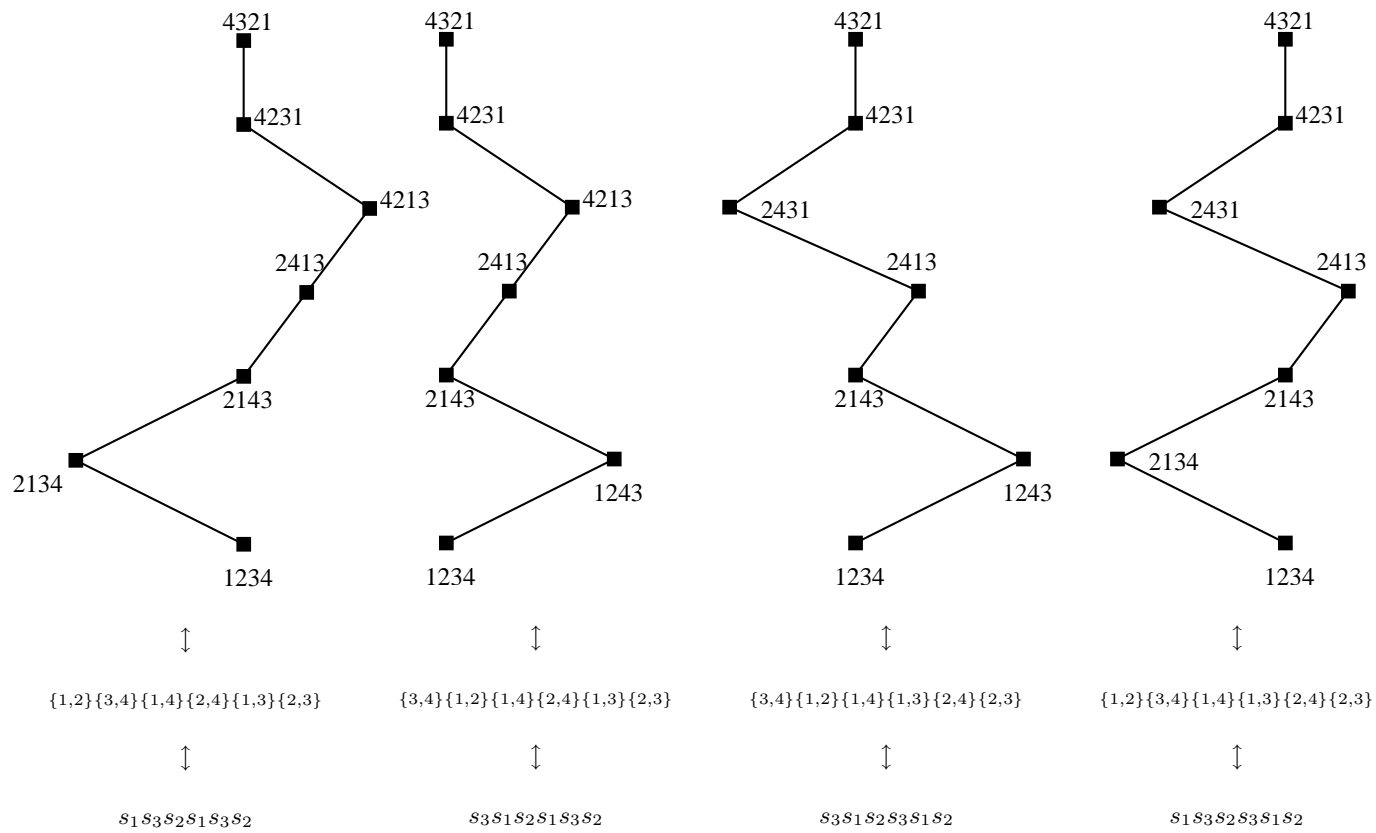 4321 4321 4321 4321
4231 4231 4231 4231
4213 4213 2431 2431
2413 2413 2413 2413
2143 2143 2143 2143
2134 1243 1243 2134
1234 1234 1234 1234
↕ ↕ ↕ ↕
{1,2}{3,4}{1,4}{2,4}{1,3}{2,3} {3,4}{1,2}{1,4}{2,4}{1,3}{2,3} {3,4}{1,2}{1,4}{1,3}{2,4}{2,3} {1,2}{3,4}{1,4}{1,3}{2,4}{2,3}
↕ ↕ ↕ ↕
s₁s₃s₂s₁s₃s₂ s₃s₁s₂s₁s₃s₂ s₃s₁s₂s₃s₁s₂ s₁s₃s₂s₃s₁s₂